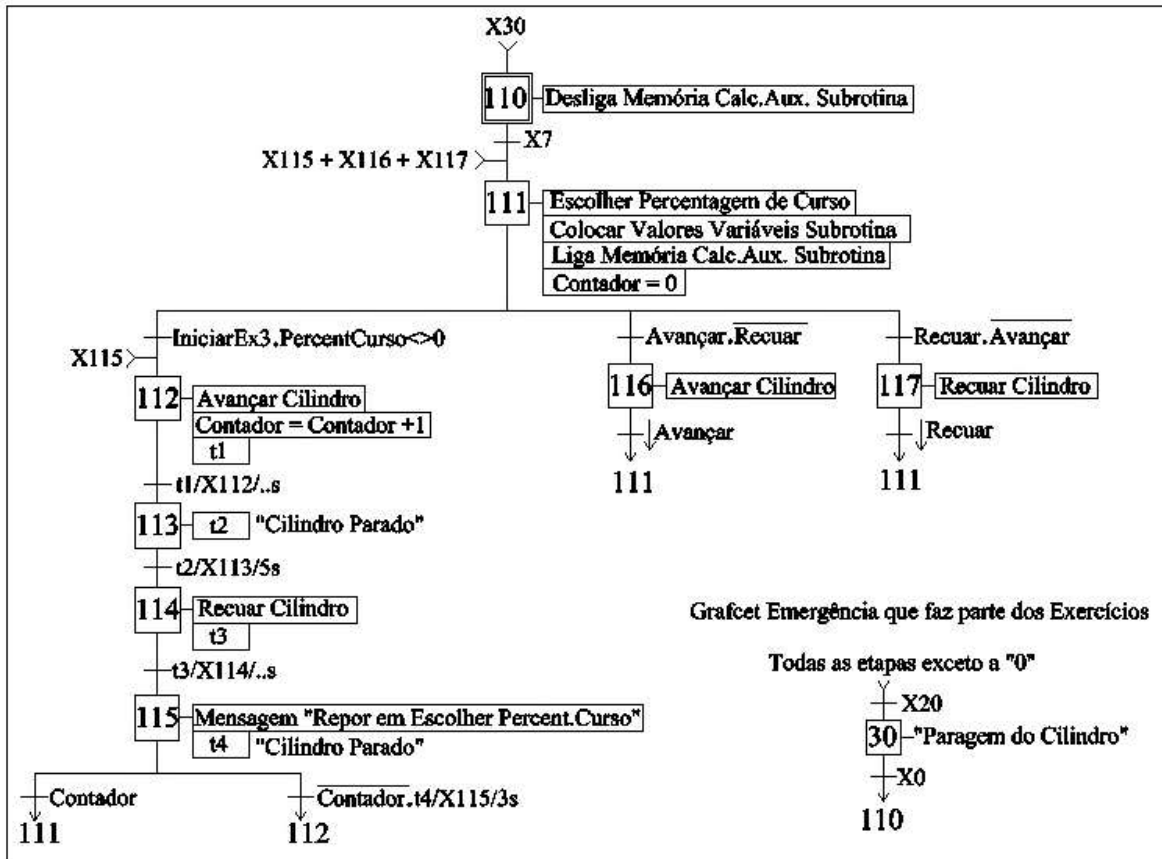 X30
110
Desliga Memória Calc.Aux. Subrotina
X7
X115 + X116 + X117
111
Escolher Percentagem de Curso
Colocar Valores Variáveis Subrotina
Liga Memória Calc.Aux. Subrotina
Contador = 0
IniciarEx3.PercentCurso<>0
Avançar.Recuar
Recuar.Avançar
X115
112
Avançar Cilindro
Contador = Contador +1
t1
116
Avançar Cilindro
117
Recuar Cilindro
Avançar
Recuar
111
111
t1/X112/..s
113
t2
"Cilindro Parado"
t2/X113/5s
114
Recuar Cilindro
t3
t3/X114/..s
115
Mensagem "Repor em Escolher Percent.Curso"
t4
"Cilindro Parado"
Contador
Contador.t4/X115/3s
111
112
Grafcet Emergência que faz parte dos Exercícios
Todas as etapas exceto a "0"
X20
30
"Paragem do Cilindro"
X0
110